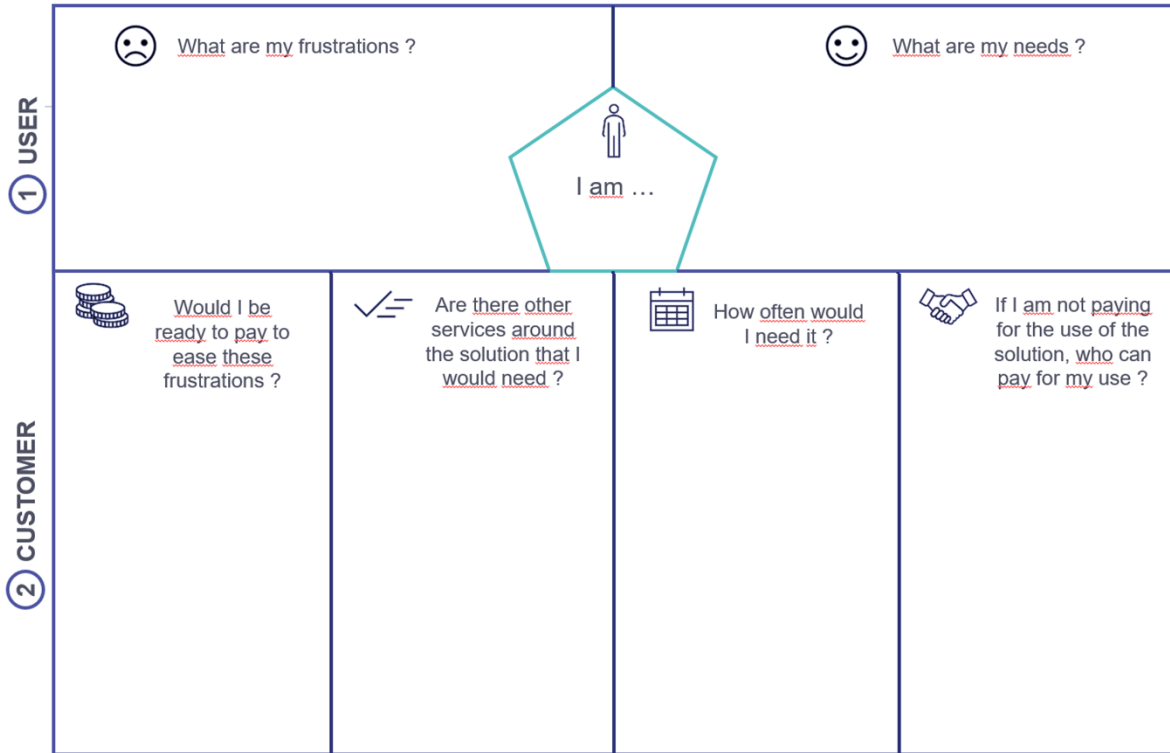 What are my frustrations ?
What are my needs ?
I am …
1 USER
Would I be
ready to pay to
ease these
frustrations ?
Are there other
services around
the solution that I
would need ?
How often would
I need it ?
If I am not paying
for the use of the
solution, who can
pay for my use ?
2 CUSTOMER